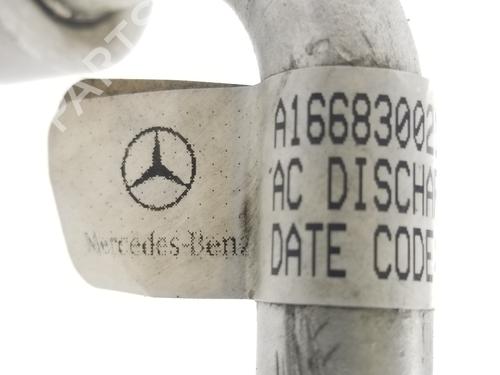 Mercedes-Benz
A16683002
AC DISCHA
DATE CODE
PARTS